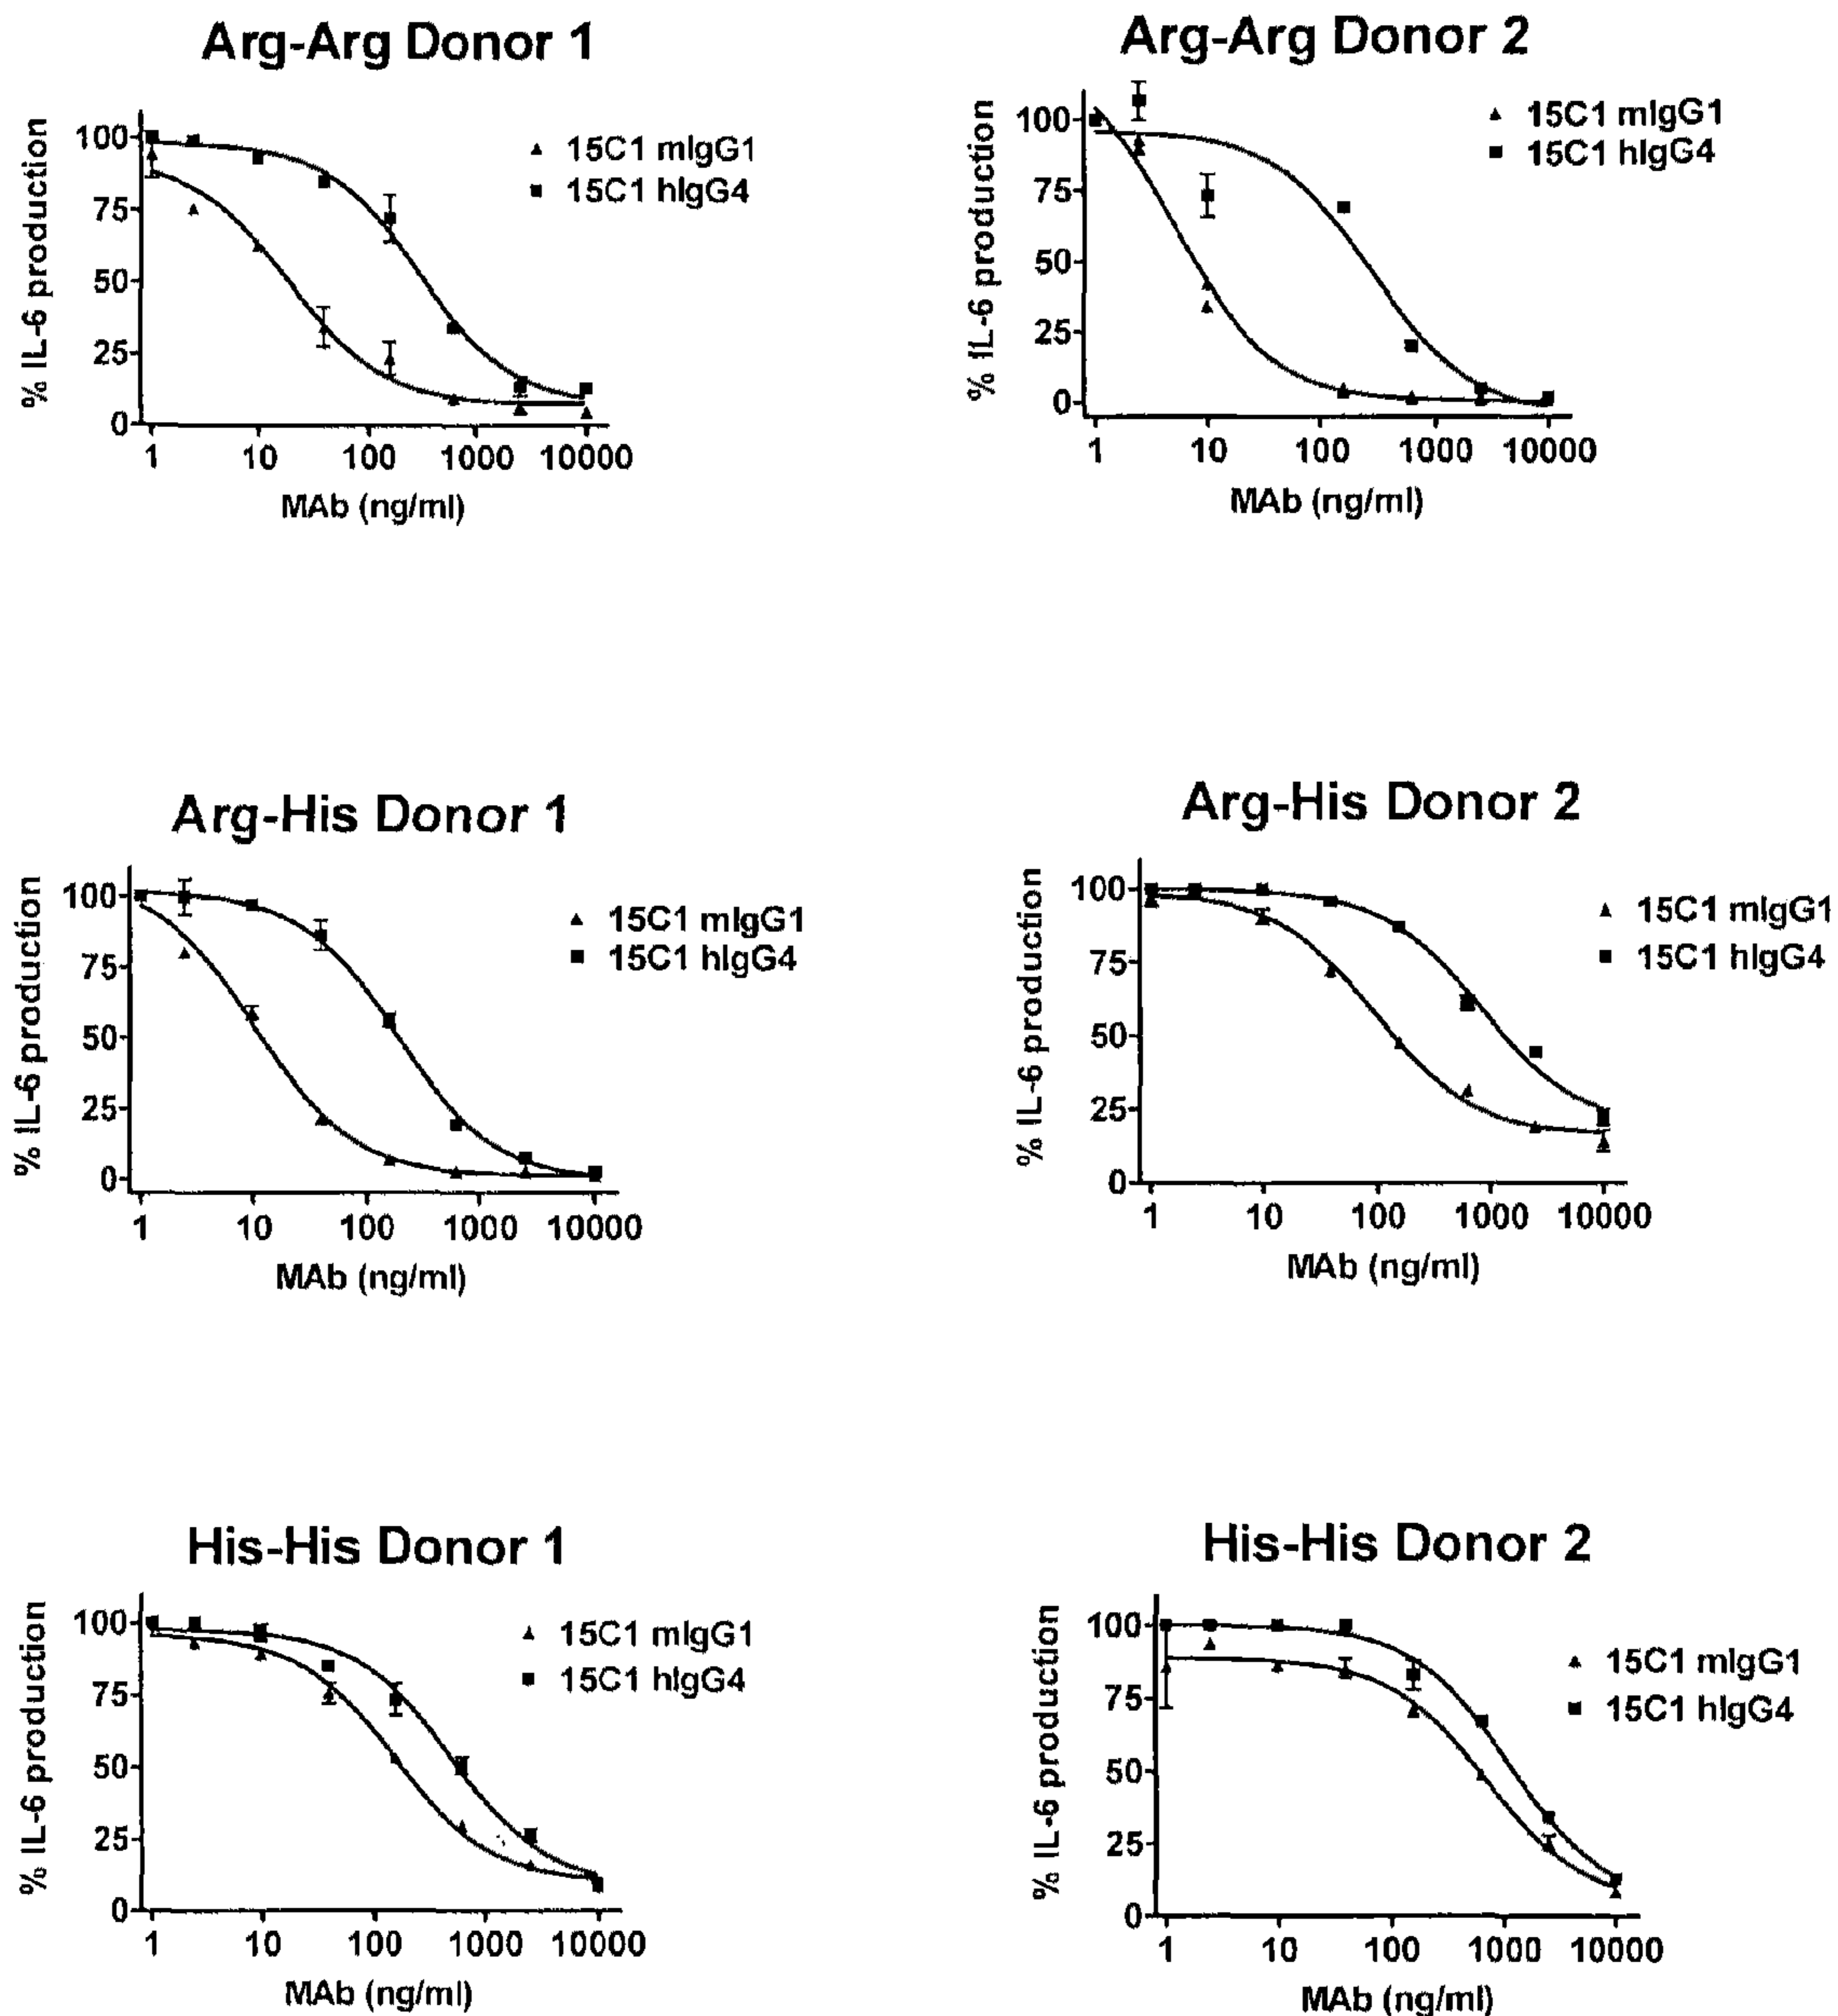 Arg-Arg Donor 1
% IL-6 production
100
75
50
25
0
1 10 100 1000 10000
MAb (ng/ml)
15C1 mIgG1
15C1 hIgG4
Arg-Arg Donor 2
% IL-6 production
100
75
50
25
0
1 10 100 1000 10000
MAb (ng/ml)
15C1 mIgG1
15C1 hIgG4
Arg-His Donor 1
% IL-6 production
100
75
50
25
0
1 10 100 1000 10000
MAb (ng/ml)
15C1 mIgG1
15C1 hIgG4
Arg-His Donor 2
% IL-6 production
100
75
50
25
0
1 10 100 1000 10000
MAb (ng/ml)
15C1 mIgG1
15C1 hIgG4
His-His Donor 1
% IL-6 production
100
75
50
25
0
1 10 100 1000 10000
MAb (ng/ml)
15C1 mIgG1
15C1 hIgG4
His-His Donor 2
% IL-6 production
100
75
50
25
0
1 10 100 1000 10000
MAb (ng/ml)
15C1 mIgG1
15C1 hIgG4